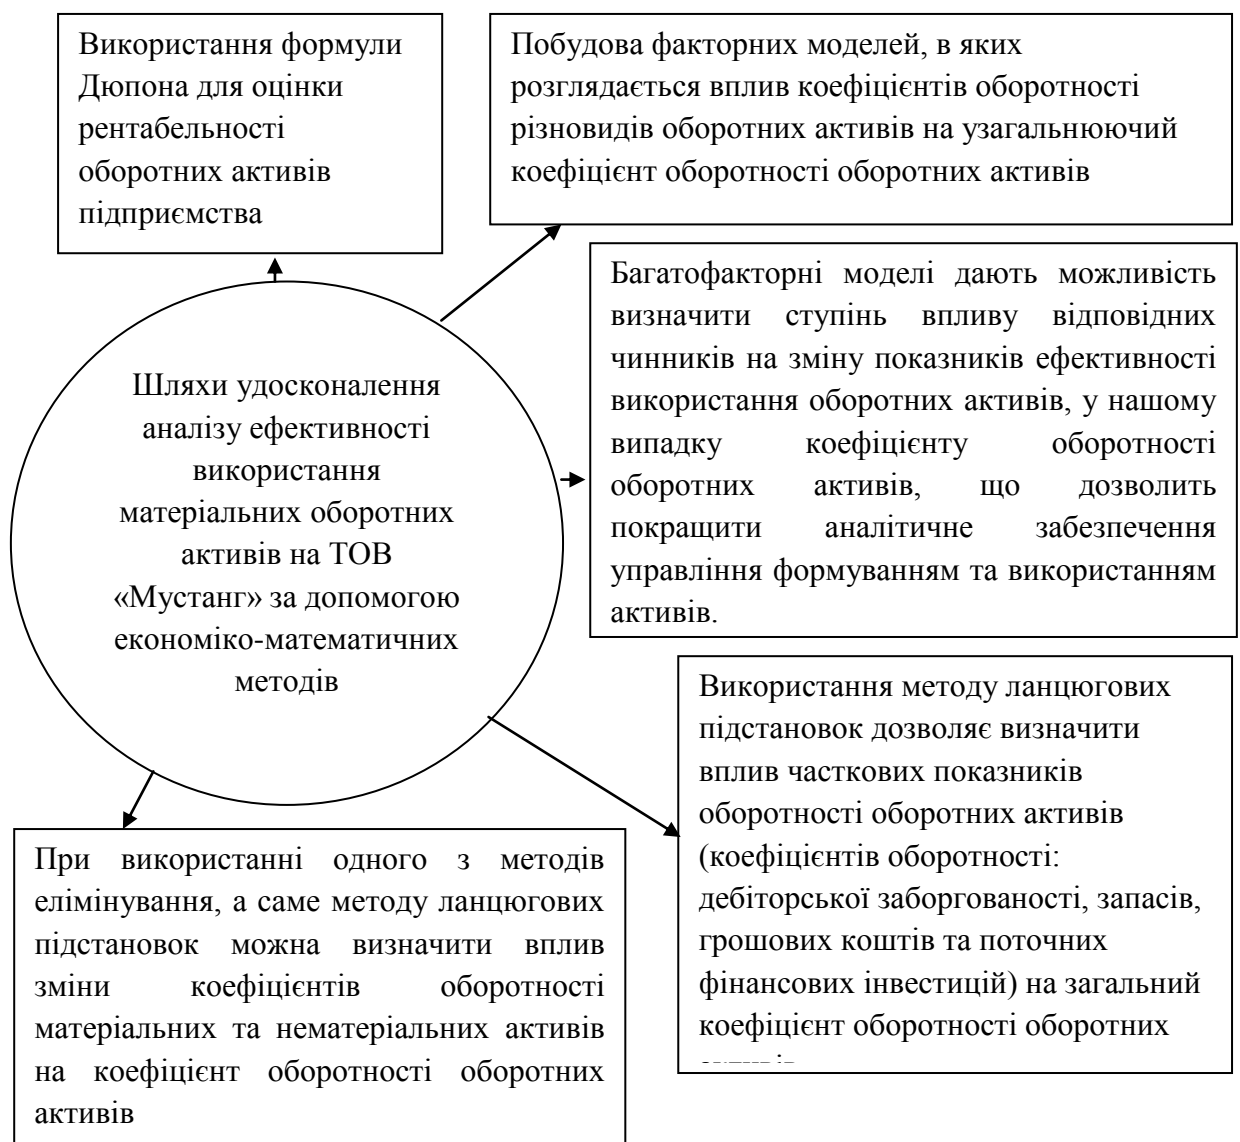 Використання формули
Дюпона для оцінки
рентабельності
оборотних активів
підприємства
Побудова факторних моделей, в яких
розглядається вплив коефіцієнтів оборотності
різновидів оборотних активів на узагальнюючий
коефіцієнт оборотності оборотних активів
Багатофакторні моделі дають можливість
визначити ступінь впливу відповідних
чинників на зміну показників ефективності
використання оборотних активів, у нашому
випадку коефіцієнту оборотності
оборотних активів, що дозволить
покращити аналітичне забезпечення
управління формуванням та використанням
активів.
Шляхи удосконалення
аналізу ефективності
використання
матеріальних оборотних
активів на ТОВ
«Мустанг» за допомогою
економіко-математичних
методів
Використання методу ланцюгових
підстановок дозволяє визначити
вплив часткових показників
оборотності оборотних активів
(коефіцієнтів оборотності:
дебіторської заборгованості, запасів,
грошових коштів та поточних
фінансових інвестицій) на загальний
коефіцієнт оборотності оборотних
При використанні одного з методів
елімінування, а саме методу ланцюгових
підстановок можна визначити вплив
зміни коефіцієнтів оборотності
матеріальних та нематеріальних активів
на коефіцієнт оборотності оборотних
активів